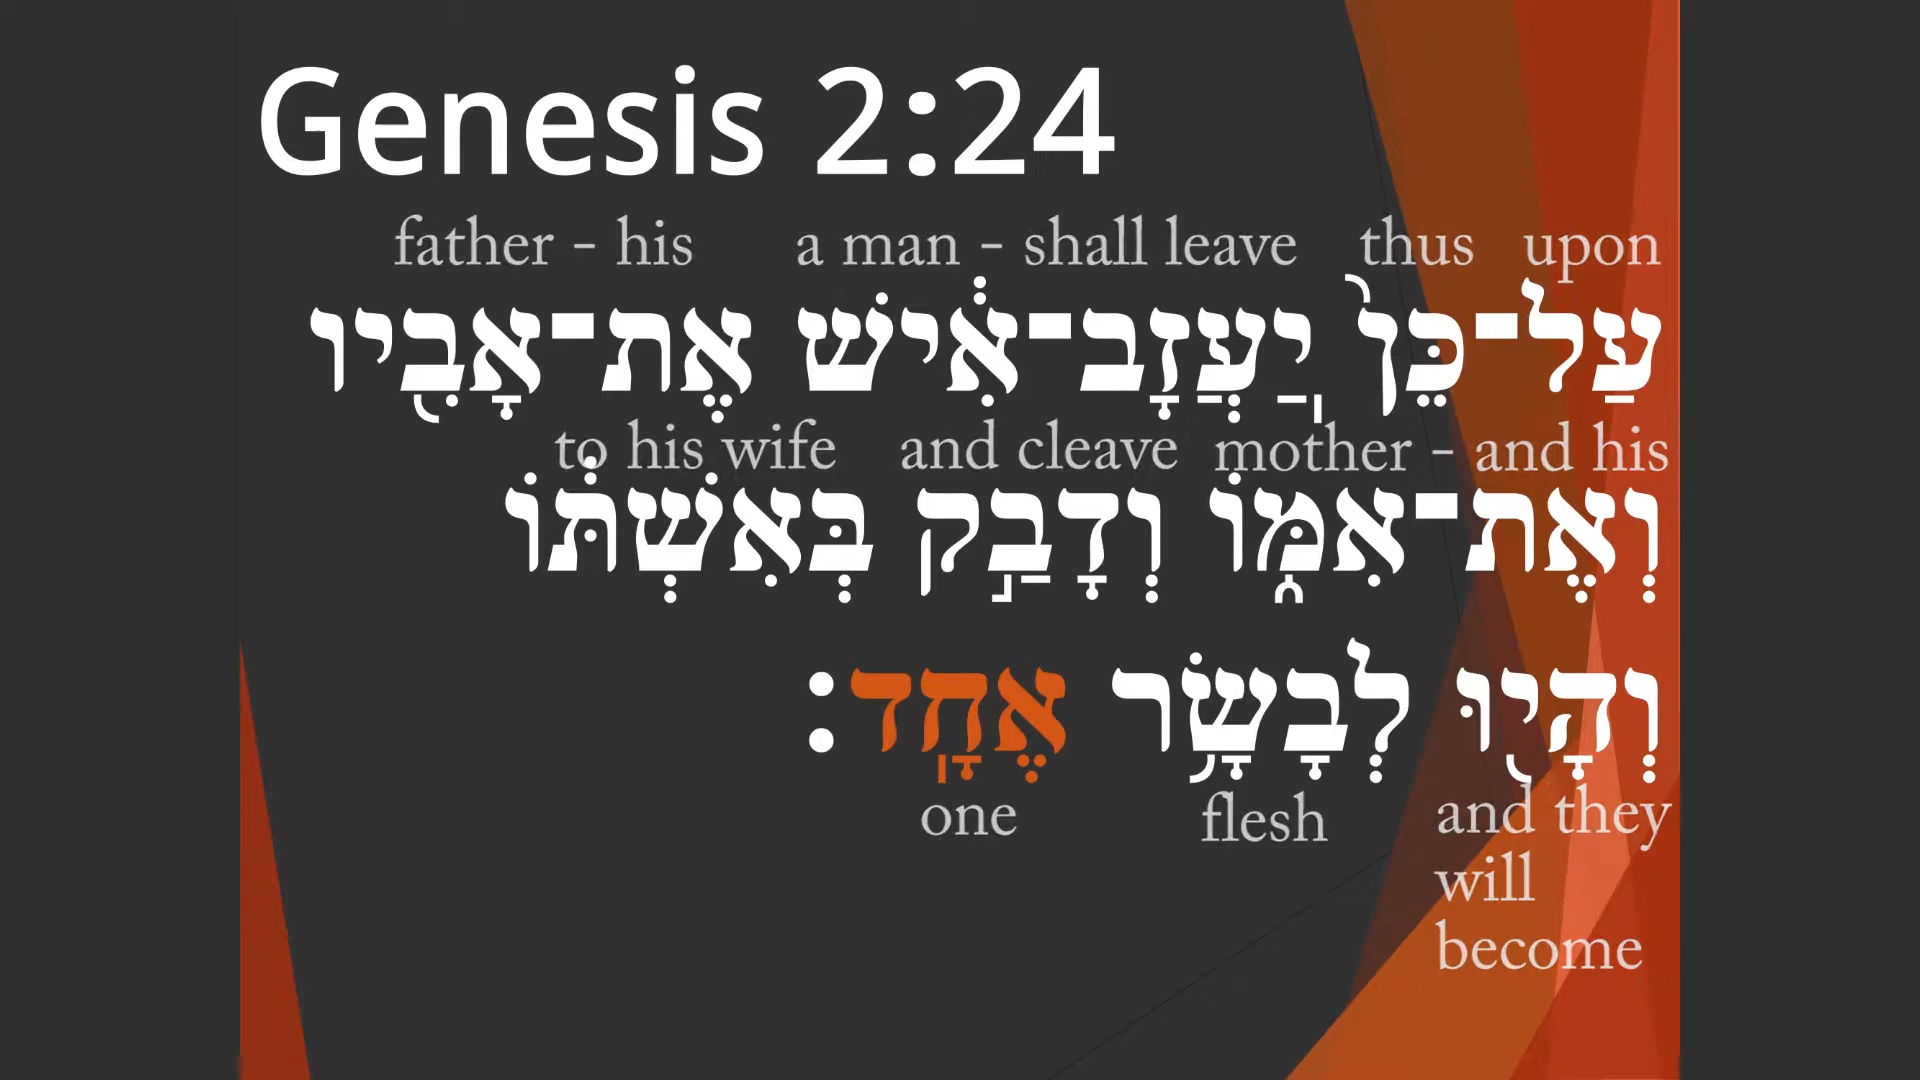 Genesis 2:24
father - his a man - shall leave thus upon
עַל־כֵּן֙ יַֽעֲזָב־אִ֔ישׁ אֶת־אָבִ֖יו
to his wife and cleave mother - and his
וְאֶת־אִמּ֑וֹ וְדָבַ֣ק בְּאִשְׁתּ֔וֹ
וְהָי֖וּ לְבָשָׂ֥ר אֶחָֽד׃
one flesh and they
will
become